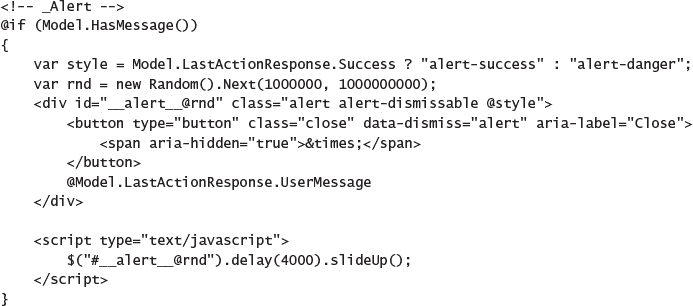 <!-- _Alert -->
@if (Model.HasMessage())
{
    var style = Model.LastActionResponse.Success ? "alert-success" : "alert-danger";
    var rnd = new Random().Next(1000000, 1000000000);
    <div id="__alert__@rnd" class="alert alert-dismissable @style">
        <button type="button" class="close" data-dismiss="alert" aria-label="Close">
            <span aria-hidden="true">&times;</span>
        </button>
        @Model.LastActionResponse.UserMessage
    </div>

    <script type="text/javascript">
        $("#__alert__@rnd").delay(4000).slideUp();
    </script>
}